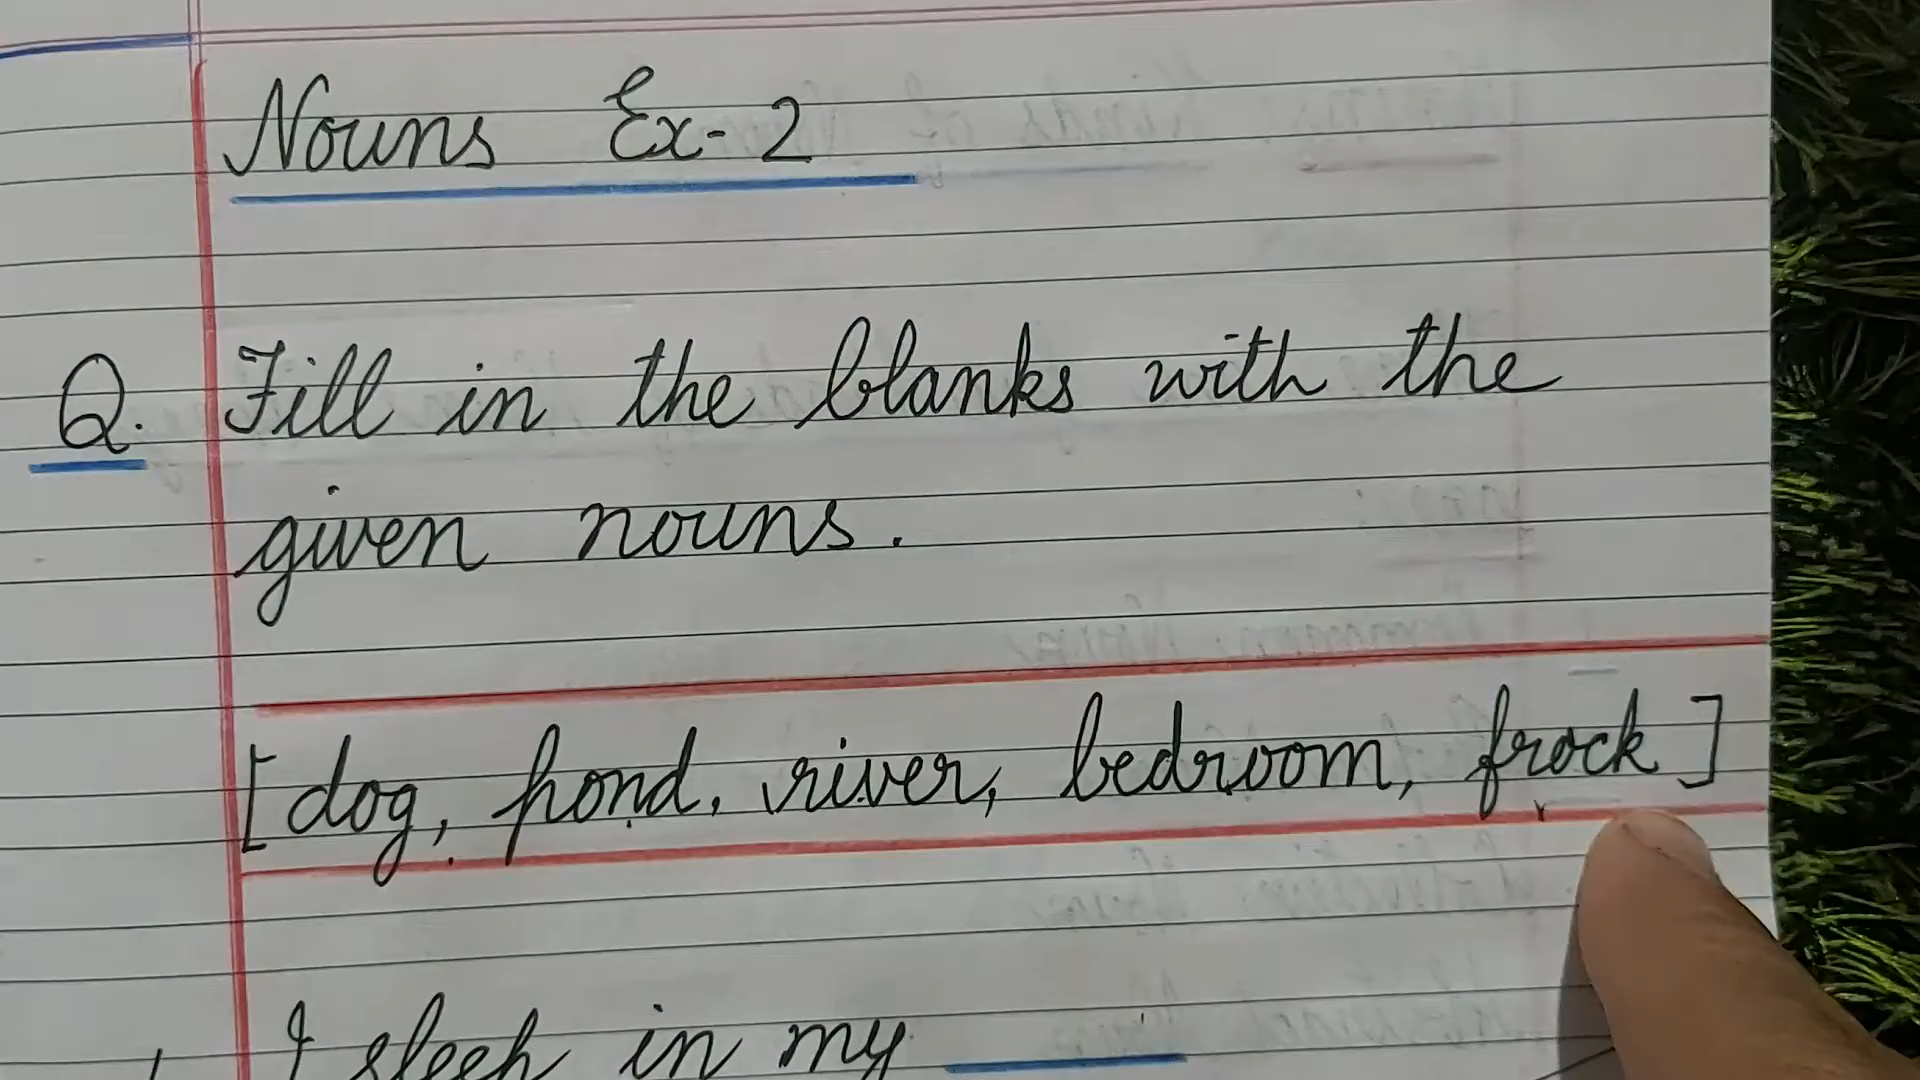 Nouns Ex-2
Q. Fill in the blanks with the
given nouns.
[dog, pond, river, bedroom, frock]
I sleep in my